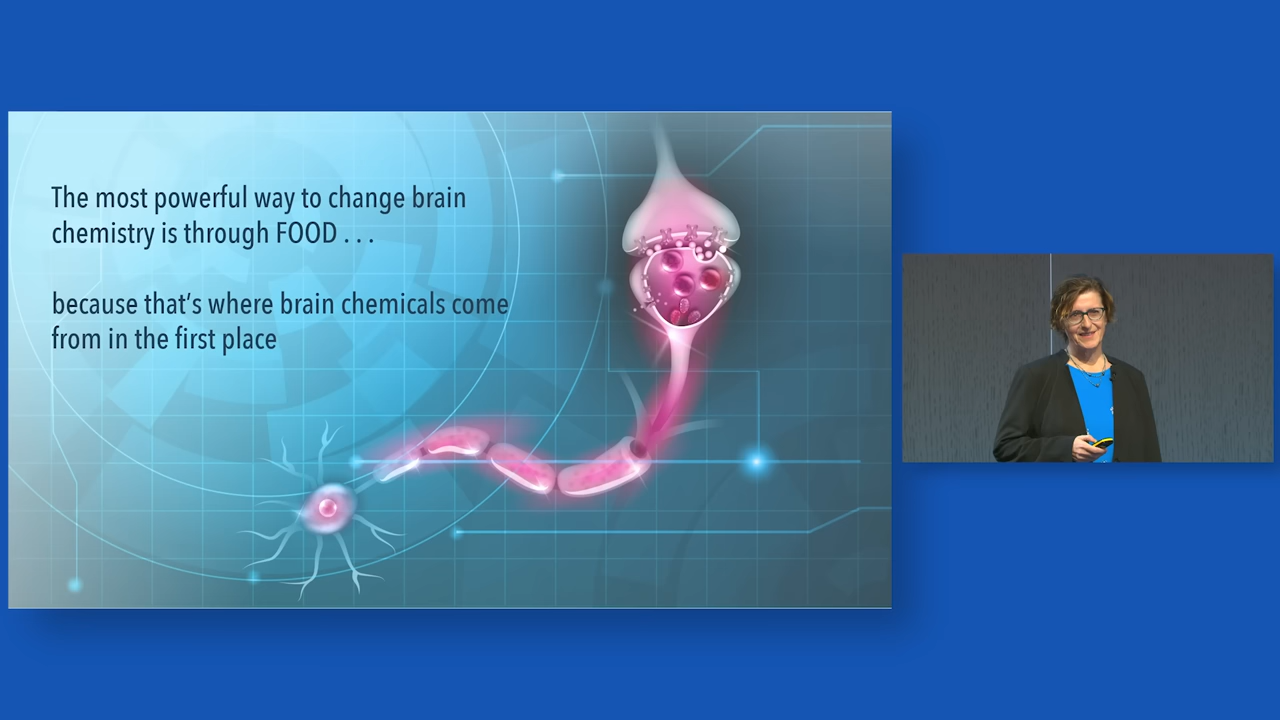 The most powerful way to change brain
chemistry is through FOOD . . .
because that’s where brain chemicals come
from in the first place